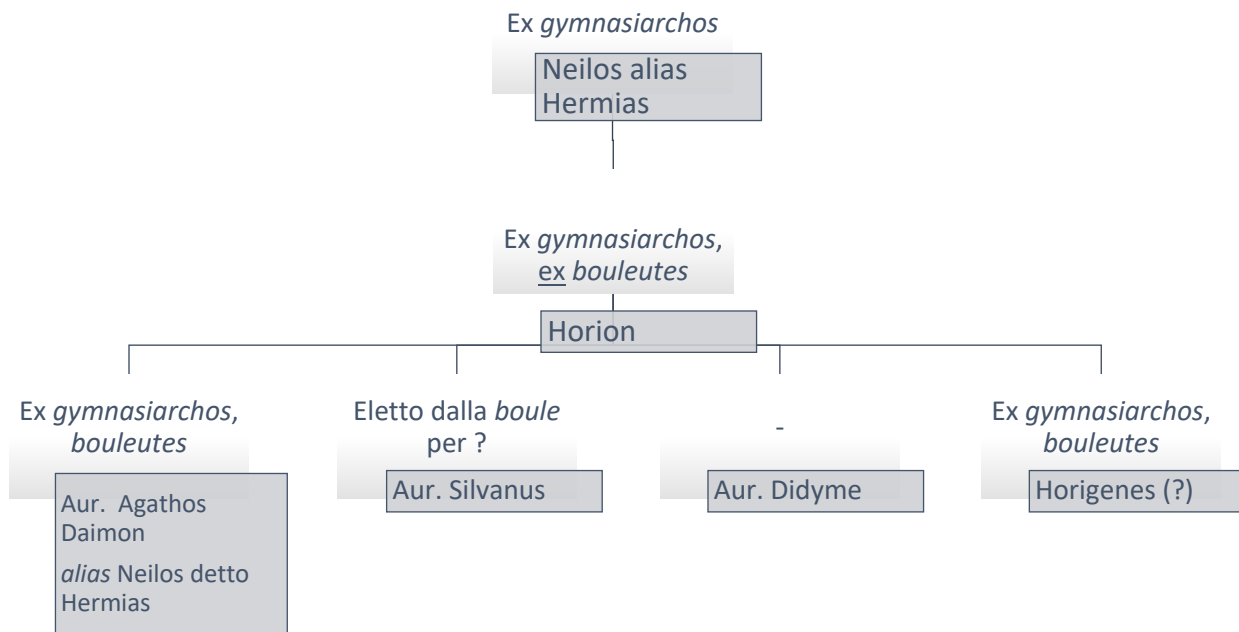 Ex gymnasiarchos
Neilos alias
Hermias
Ex gymnasiarchos,
ex bouleutes
Horion
Ex gymnasiarchos,
bouleutes
Aur. Agathos
Daimon
alias Neilos detto
Hermias
Eletto dalla boule
per ?
Aur. Silvanus
-
Aur. Didyme
Ex gymnasiarchos,
bouleutes
Horigenes (?)